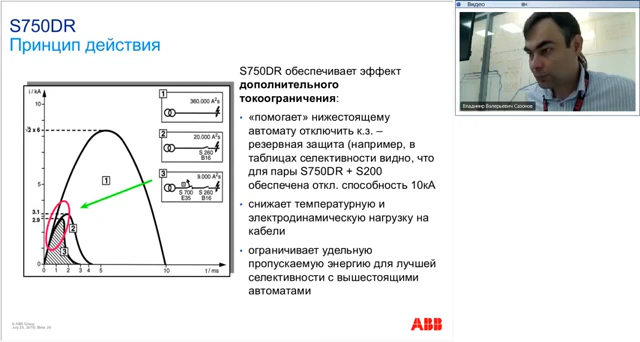 S750DR
Принцип действия
S750DR обеспечивает эффект
дополнительного
токоограничения:
• «помогает» нижестоящему
автомату отключить к.з. –
резервная защита (например, в
таблицах селективности видно, что
для пары S750DR + S200
обеспечена откл. способность 10кА
• снижает температурную и
электродинамическую нагрузку на
кабели
• ограничивает удельную
пропускаемую энергию для лучшей
селективности с вышестоящими
автоматами
i / kA
10
5
3.1
2.9
0 1 2 3 4 5 10 t / ms
1
2
3
1
360.000 A²s
2
20.000 A²s
S 260
B16
3
9.000 A²s
S 700 S 260
E35 B16
© ABB Group
ABB
Видео
Владимир Валерьевич Сазонов